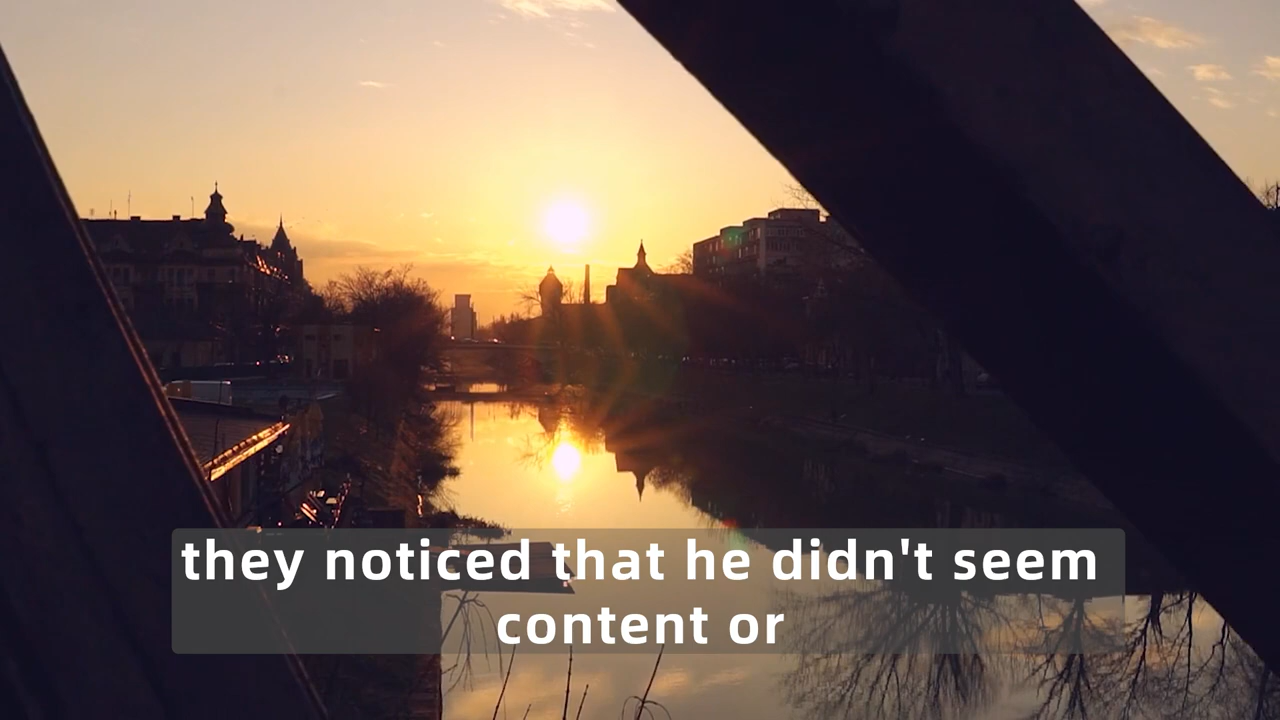 they noticed that he didn't seem
content or